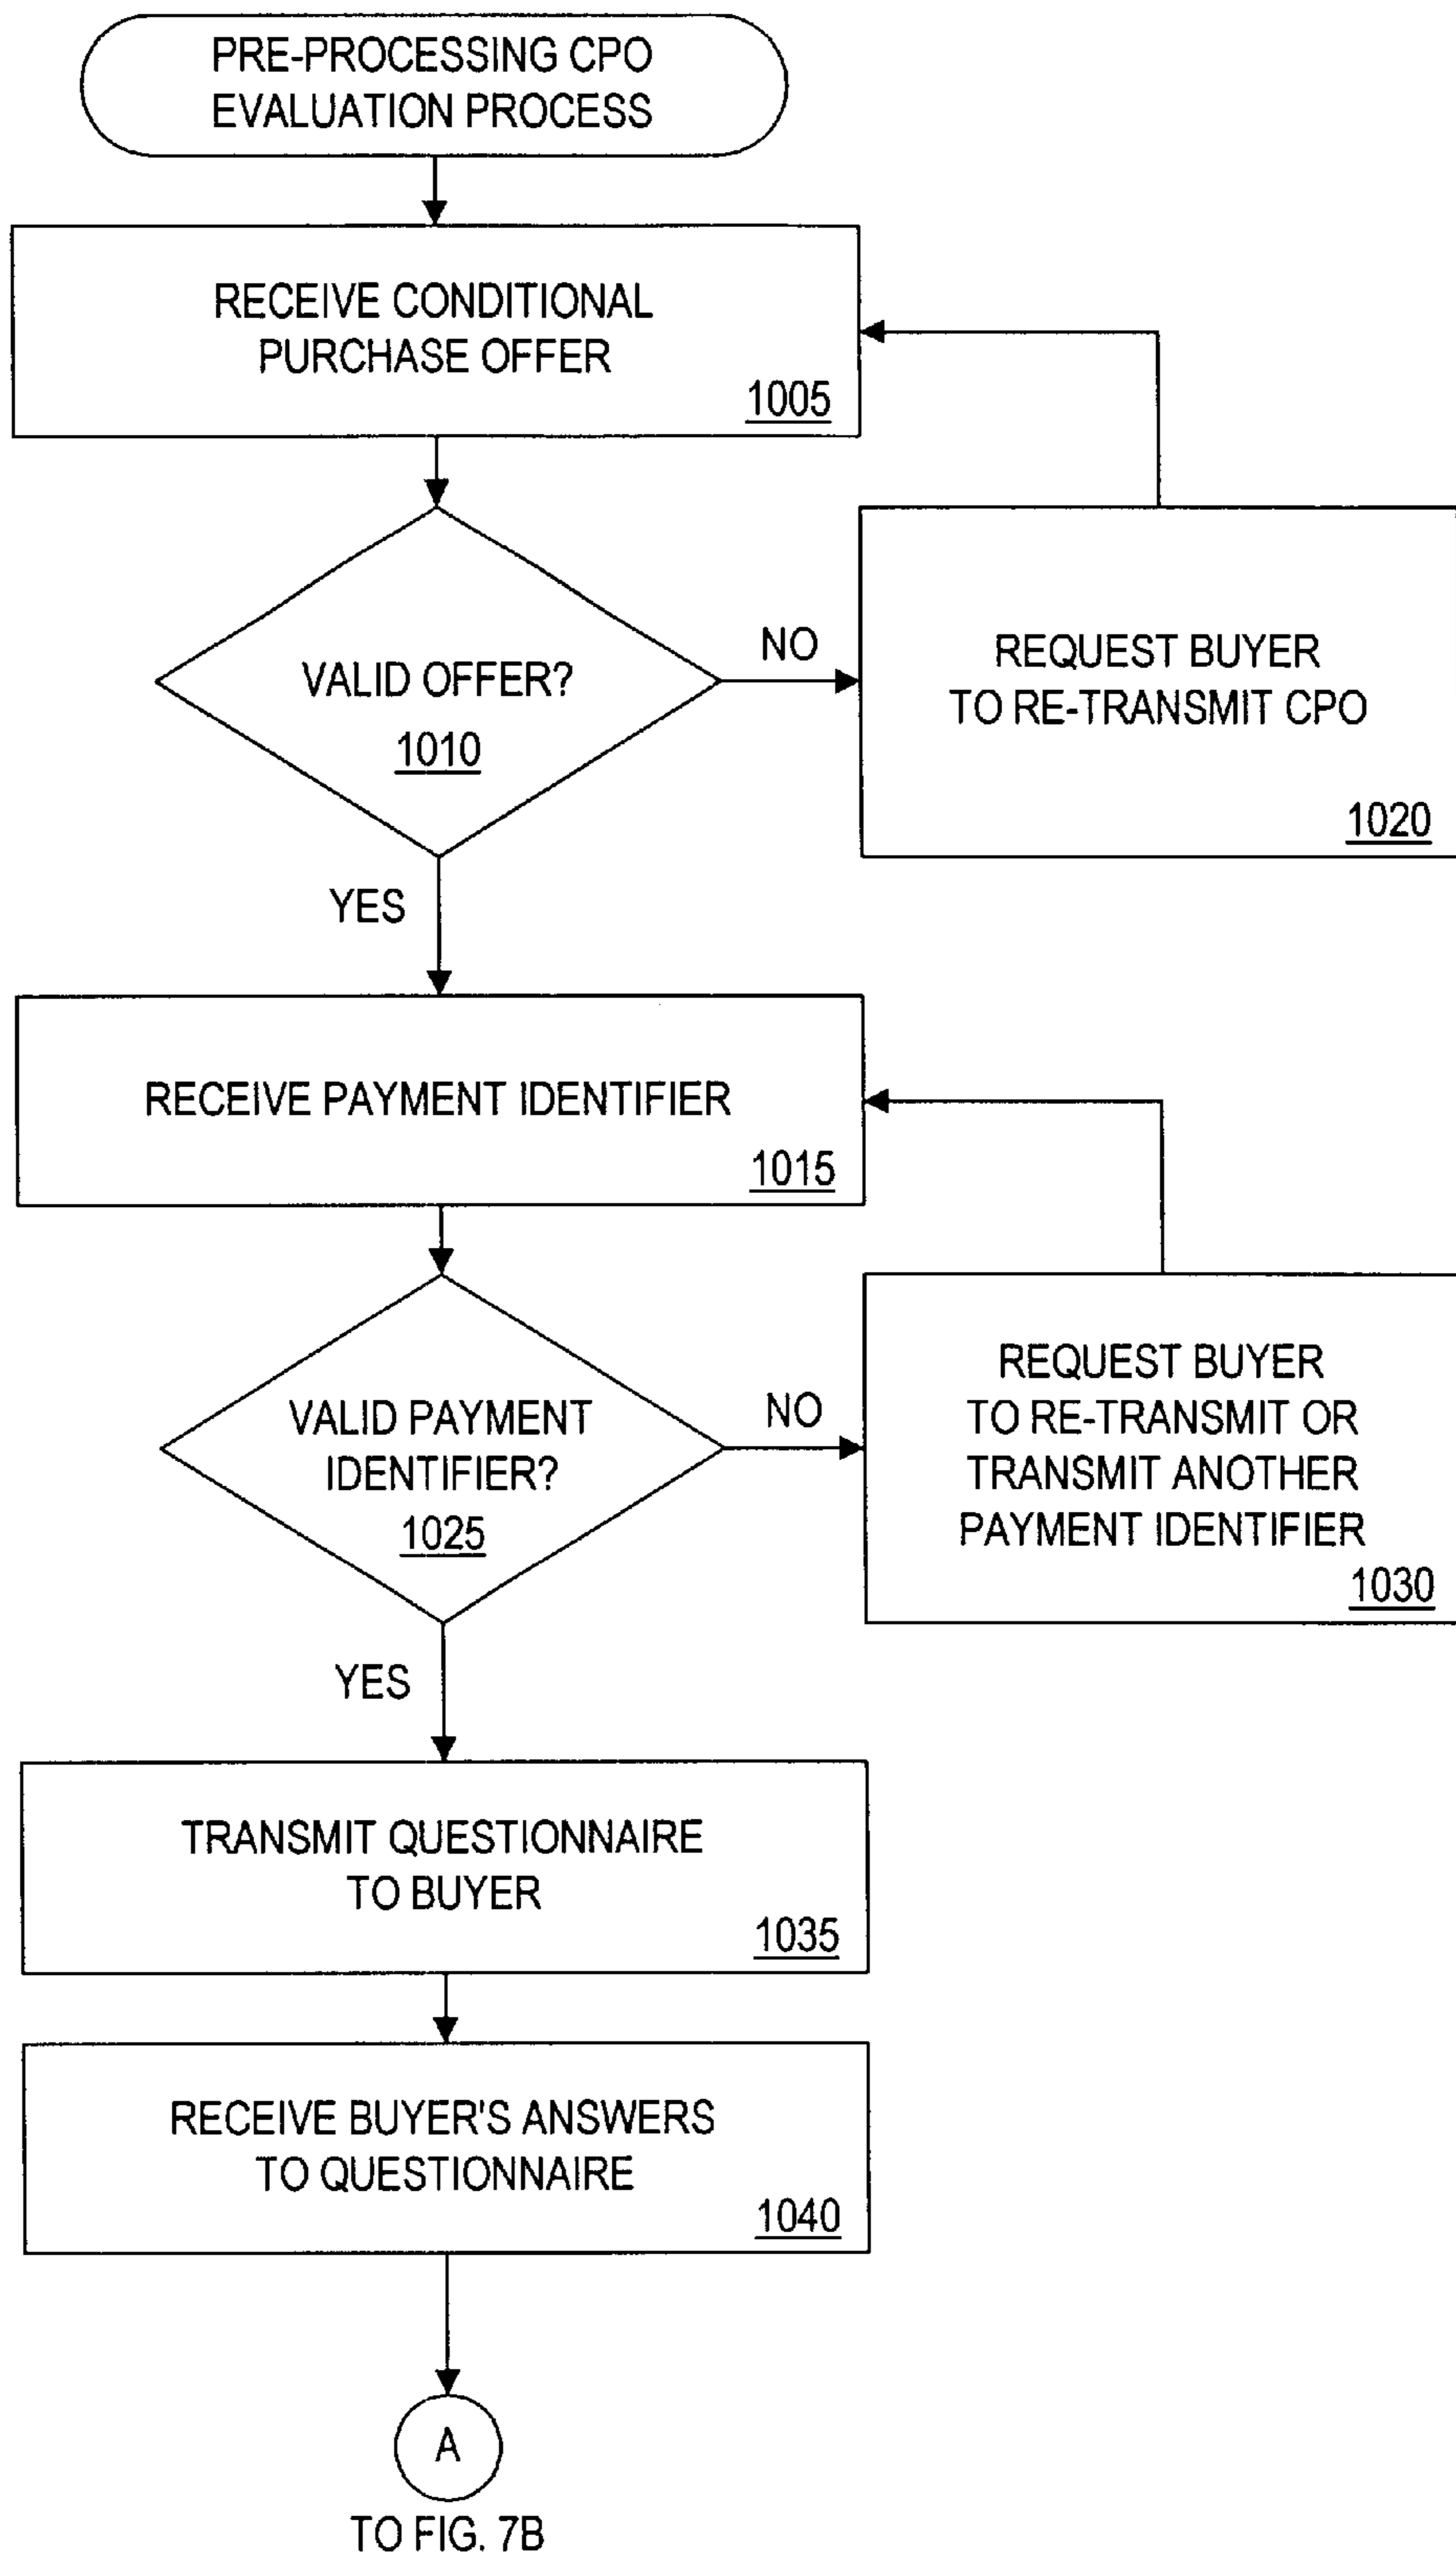 PRE-PROCESSING CPO
EVALUATION PROCESS
RECEIVE CONDITIONAL
PURCHASE OFFER
1005
VALID OFFER?
1010
NO
REQUEST BUYER
TO RE-TRANSMIT CPO
1020
YES
RECEIVE PAYMENT IDENTIFIER
1015
VALID PAYMENT
IDENTIFIER?
1025
NO
REQUEST BUYER
TO RE-TRANSMIT OR
TRANSMIT ANOTHER
PAYMENT IDENTIFIER
1030
YES
TRANSMIT QUESTIONNAIRE
TO BUYER
1035
RECEIVE BUYER'S ANSWERS
TO QUESTIONNAIRE
1040
A
TO FIG. 7B